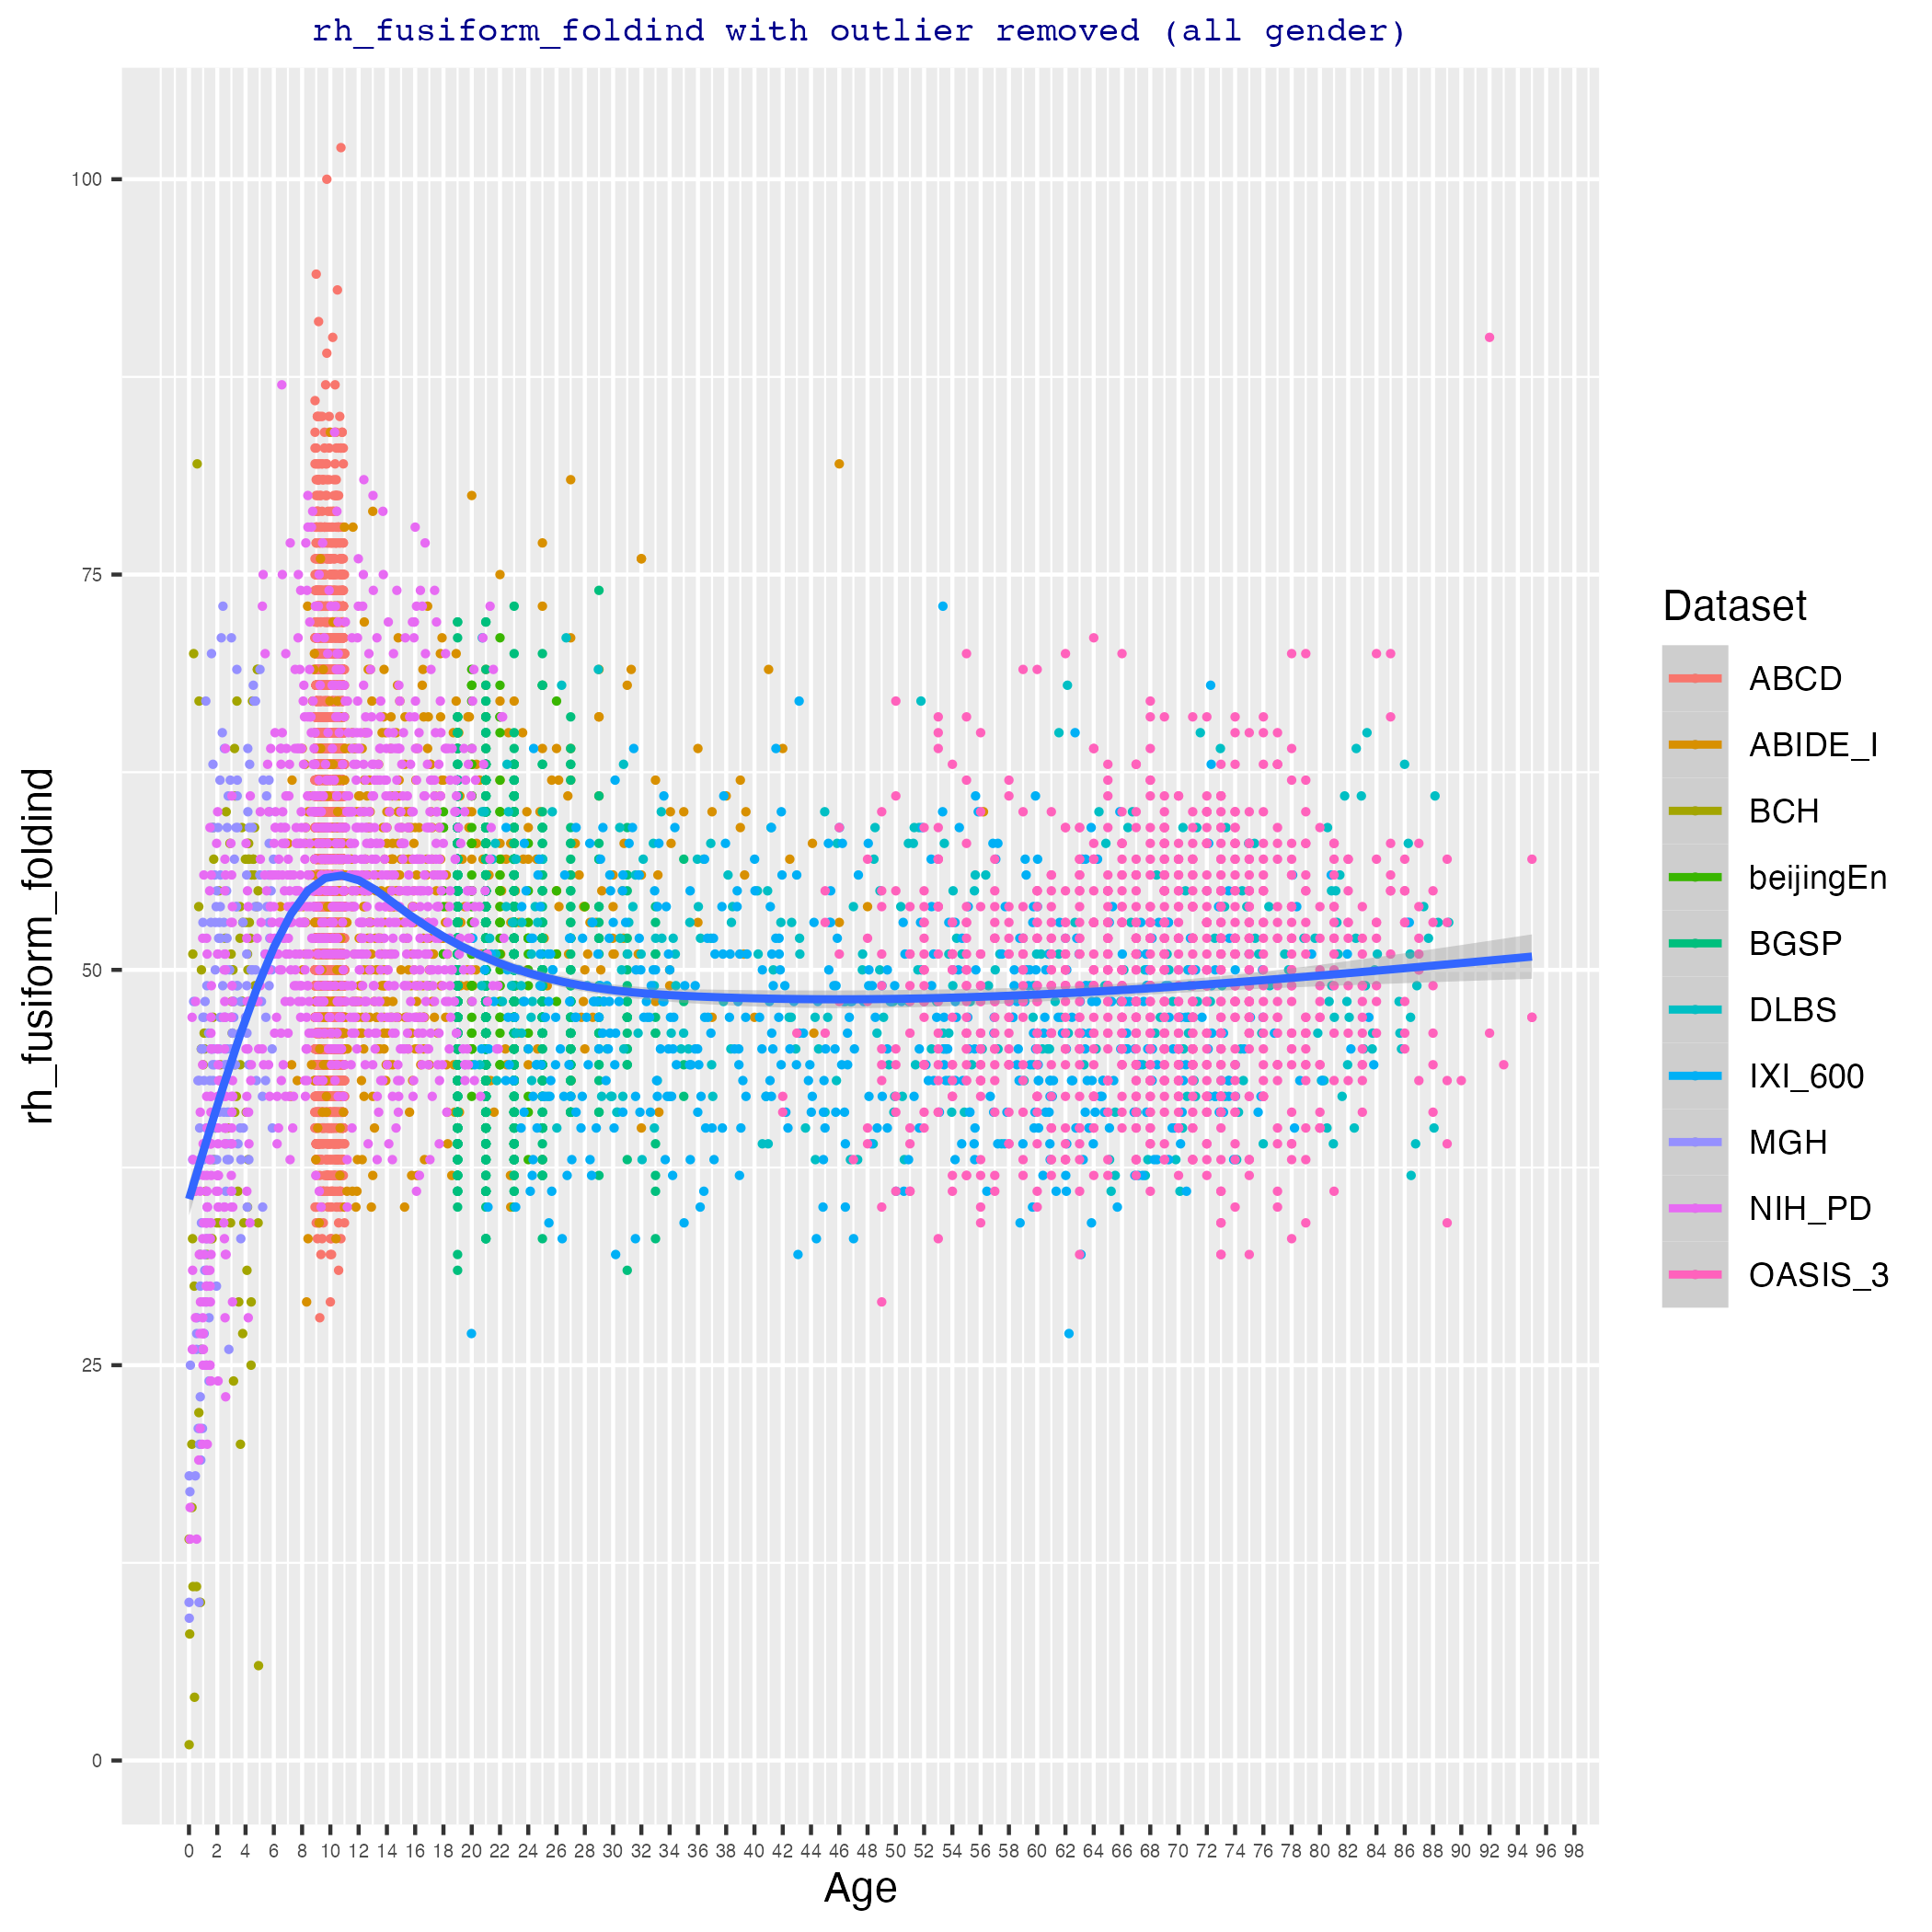 rh_fusiform_foldind with outlier removed (all gender)
rh_fusiform_foldind
100
75
50
25
0
0 2 4 6 8 10 12 14 16 18 20 22 24 26 28 30 32 34 36 38 40 42 44 46 48 50 52 54 56 58 60 62 64 66 68 70 72 74 76 78 80 82 84 86 88 90 92 94 96 98
Age
Dataset
ABCD
ABIDE_I
BCH
beijingEn
BGSP
DLBS
IXI_600
MGH
NIH_PD
OASIS_3